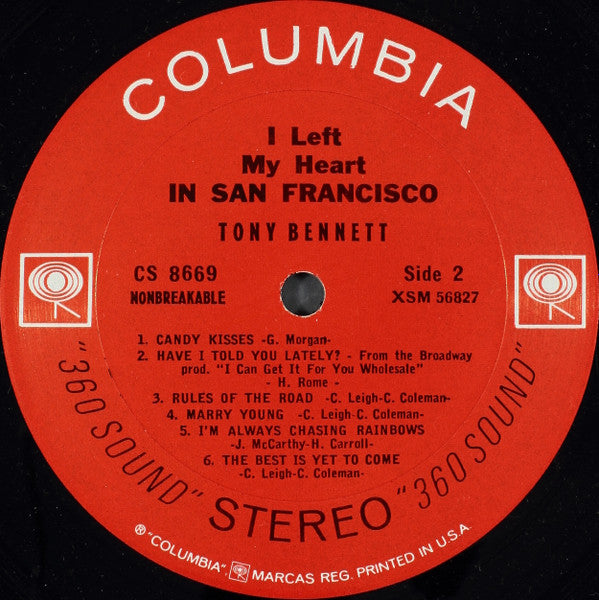 COLUMBIA
I Left
My Heart
IN SAN FRANCISCO
TONY BENNETT
CS 8669
NONBREAKABLE
Side 2
XSM 56827
1. CANDY KISSES -G. Morgan-
2. HAVE I TOLD YOU LATELY? - From the Broadway
prod. "I Can Get It For You Wholesale"
- H. Rome -
3. RULES OF THE ROAD -C. Leigh-C. Coleman-
4. MARRY YOUNG -C. Leigh-C. Coleman-
5. I'M ALWAYS CHASING RAINBOWS
-J. McCarthy-H. Carroll-
6. THE BEST IS YET TO COME
-C. Leigh-C. Coleman-
"360 SOUND" STEREO "360 SOUND"
® "COLUMBIA", MARCAS REG. PRINTED IN U.S.A.